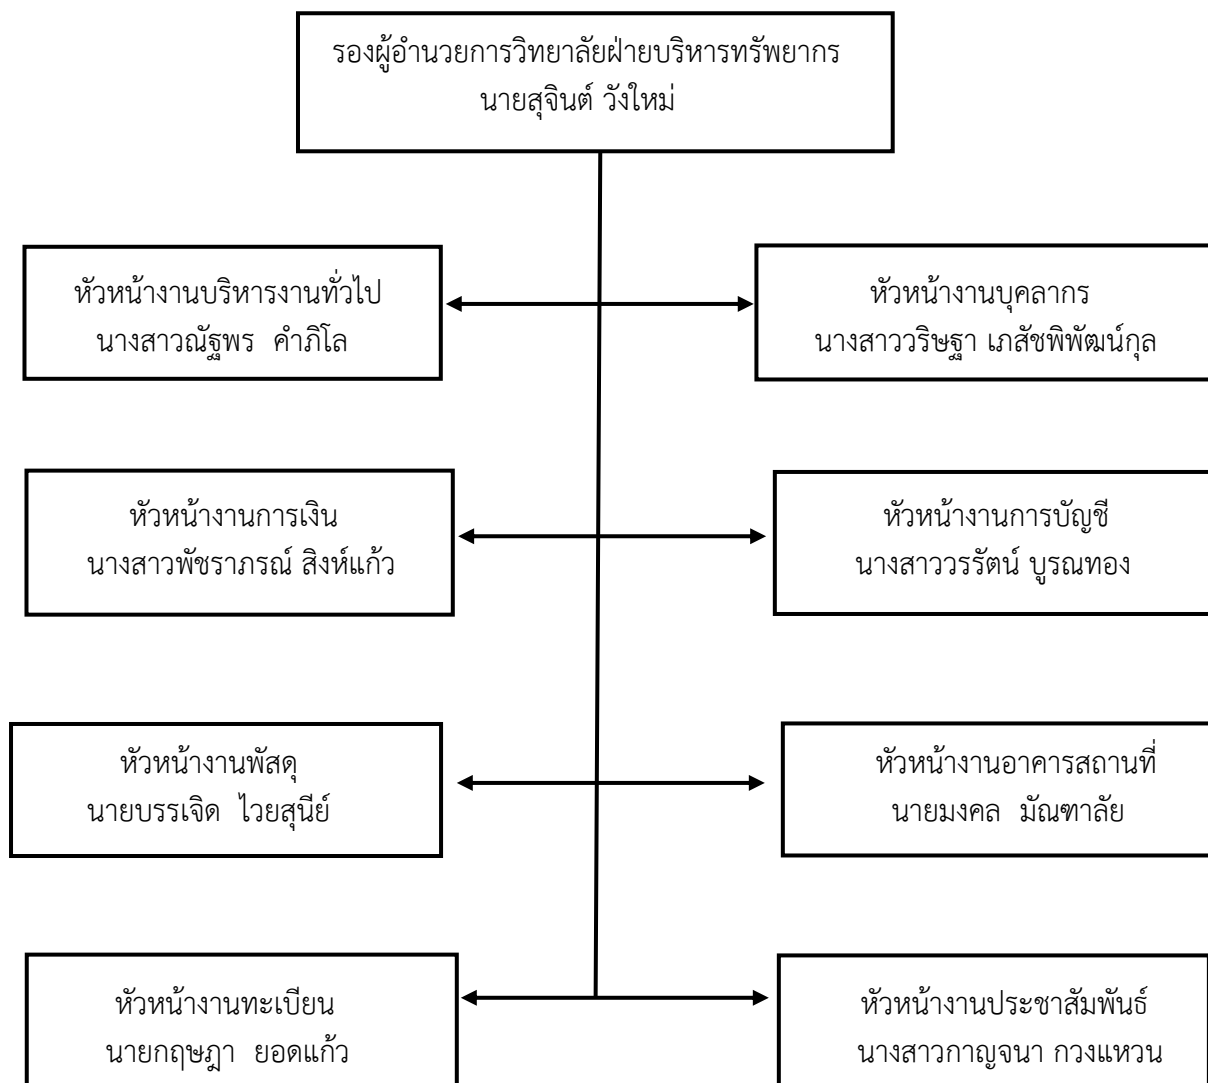 รองผู้อำนวยการวิทยาลัยฝ่ายบริหารทรัพยากร
นายสุจินต์ วังใหม่
หัวหน้างานบริหารงานทั่วไป
นางสาวณัฐพร คำภิโล
หัวหน้างานบุคลากร
นางสาววริษฐา เภสัชพิพัฒน์กุล
หัวหน้างานการเงิน
นางสาวพัชราภรณ์ สิงห์แก้ว
หัวหน้างานการบัญชี
นางสาววรรัตน์ บูรณทอง
หัวหน้างานพัสดุ
นายบรรเจิด ไวยสุนีย์
หัวหน้างานอาคารสถานที่
นายมงคล มัณฑาลัย
หัวหน้างานทะเบียน
นายกฤษฎา ยอดแก้ว
หัวหน้างานประชาสัมพันธ์
นางสาวกาญจนา กวงแหวน